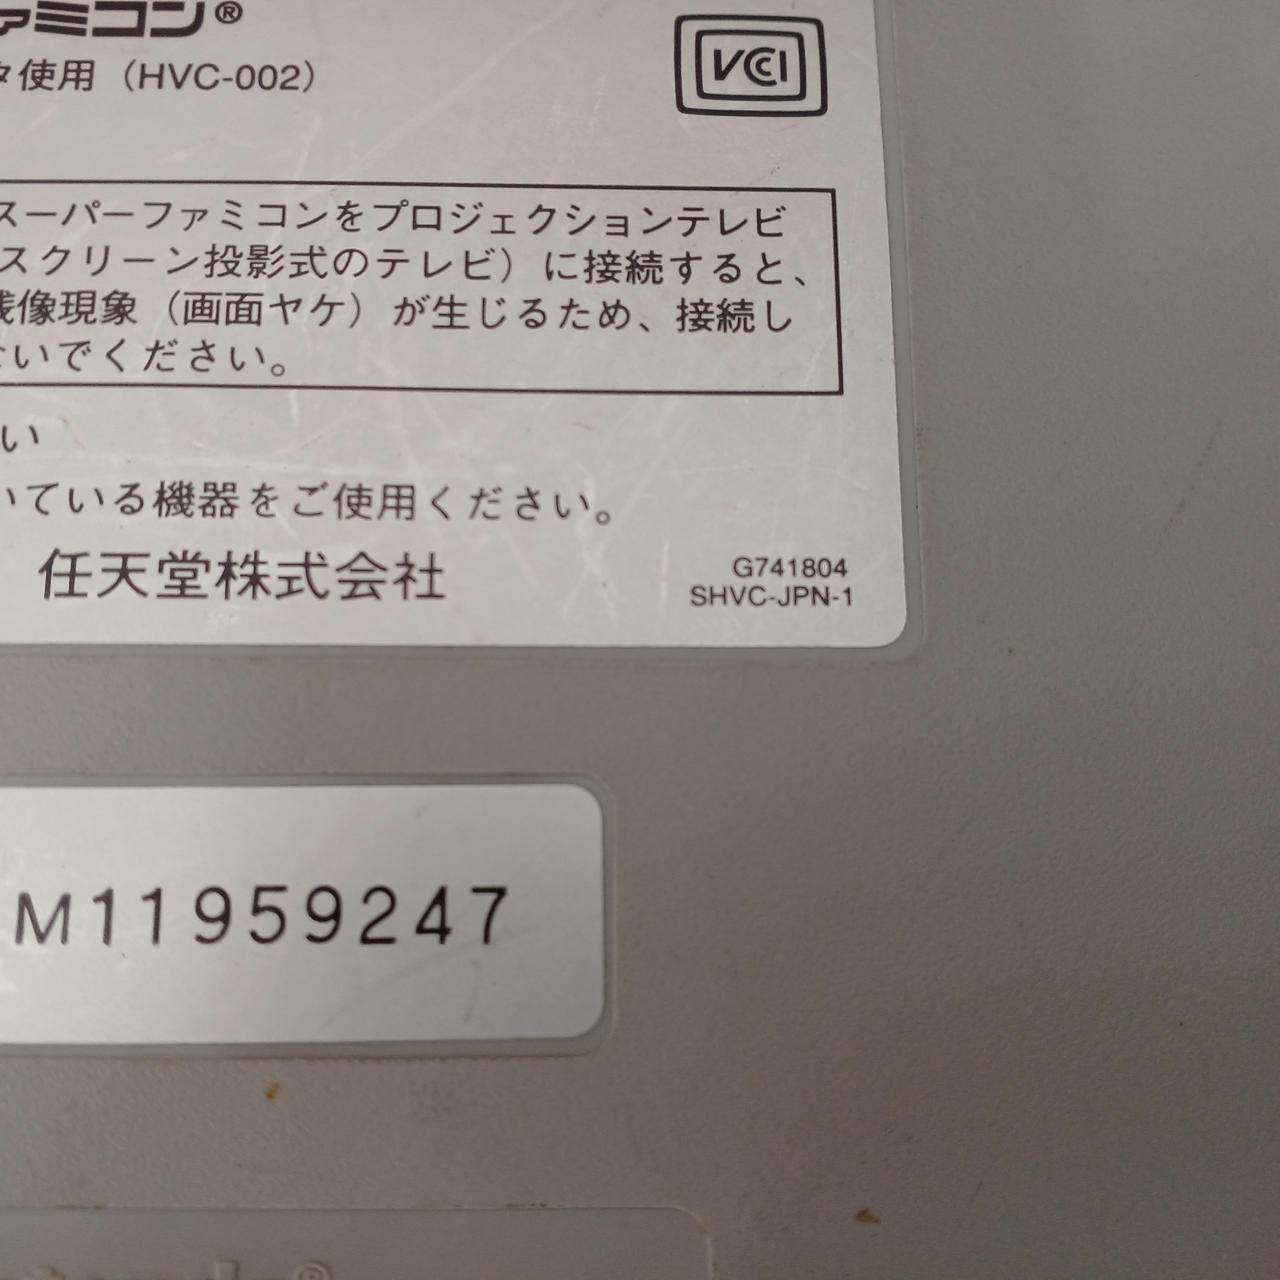 ァミコン®
タ使用（HVC-002）
VCCI
スーパーファミコンをプロジェクションテレビ
スクリーン投影式のテレビ）に接続すると、
残像現象（画面ヤケ）が生じるため、接続し
ないでください。
い
いている機器をご使用ください。
任天堂株式会社
G741804
SHVC-JPN-1
M11959247